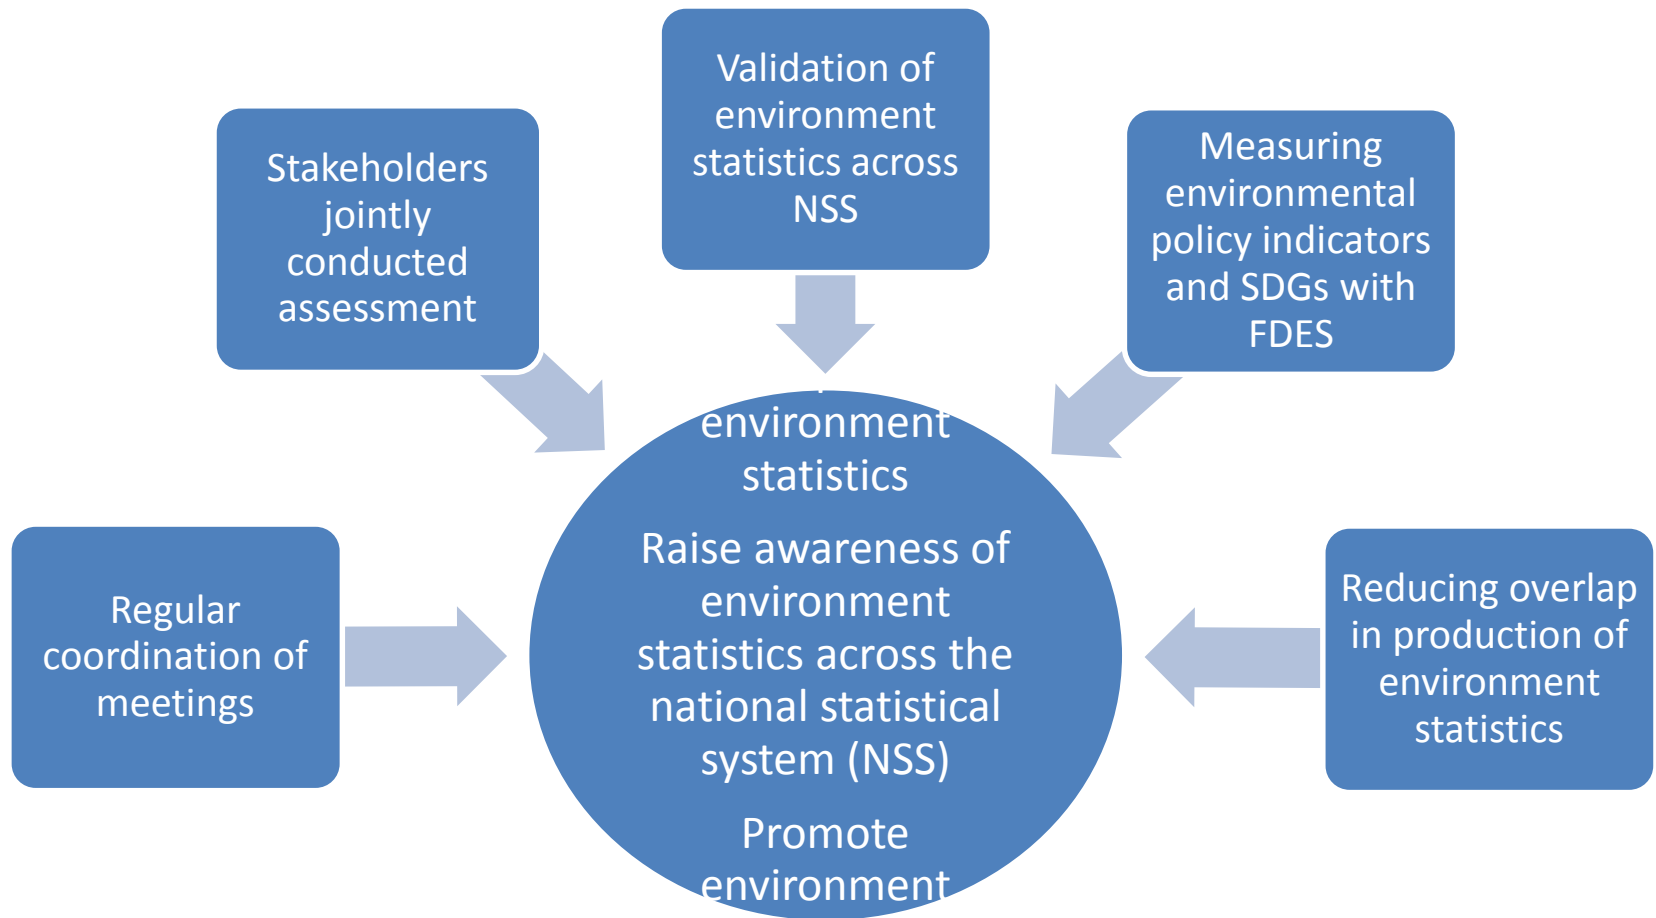 Validation of
environment
statistics across
NSS
Stakeholders
jointly
conducted
assessment
Measuring
environmental
policy indicators
and SDGs with
FDES
Regular
coordination of
meetings
environment
statistics
Raise awareness of
environment
statistics across the
national statistical
system (NSS)
Promote
environment
Reducing overlap
in production of
environment
statistics